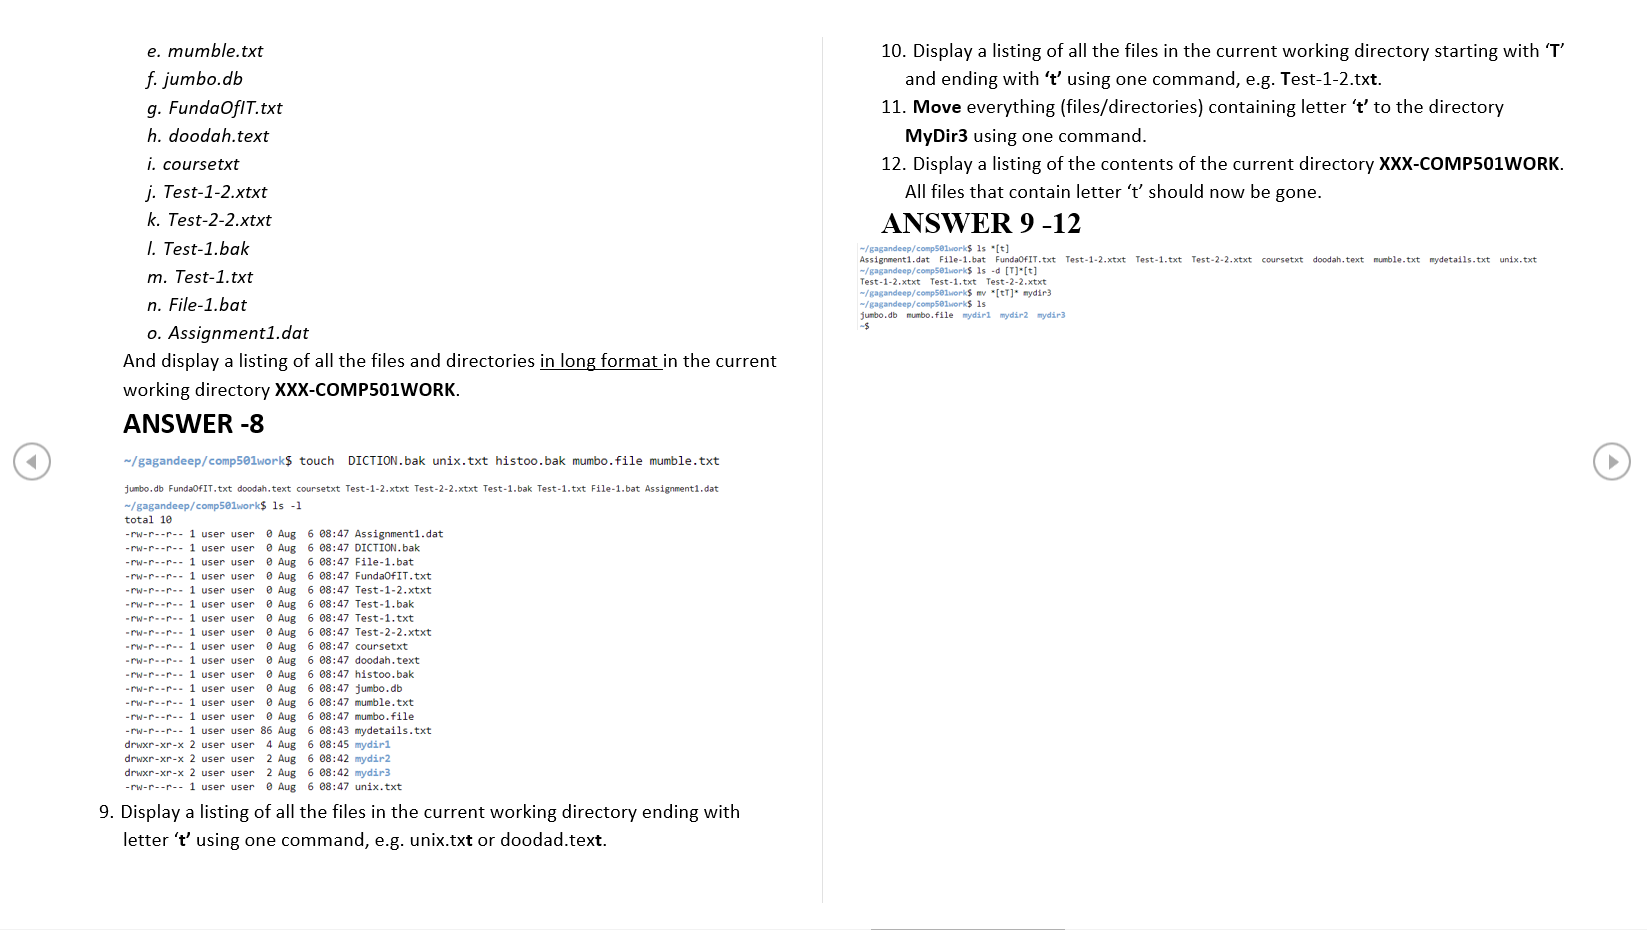 e. mumble.txt
f. jumbo.db
g. FundaOfIT.txt
h. doodah.text
i. coursetxt
j. Test-1-2.xtxt
k. Test-2-2.xtxt
l. Test-1.bak
m. Test-1.txt
n. File-1.bat
o. Assignment1.dat
And display a listing of all the files and directories in long format in the current
working directory XXX-COMP501WORK.
ANSWER -8
~/gagandeep/comp501work$ touch  DICTION.bak unix.txt histoo.bak mumbo.file mumble.txt
jumbo.db FundaOfIT.txt doodah.text coursetxt Test-1-2.xtxt Test-2-2.xtxt Test-1.bak Test-1.txt File-1.bat Assignment1.dat
~/gagandeep/comp501work$ ls -l
total 10
-rw-r--r-- 1 user user  0 Aug  6 08:47 Assignment1.dat
-rw-r--r-- 1 user user  0 Aug  6 08:47 DICTION.bak
-rw-r--r-- 1 user user  0 Aug  6 08:47 File-1.bat
-rw-r--r-- 1 user user  0 Aug  6 08:47 FundaOfIT.txt
-rw-r--r-- 1 user user  0 Aug  6 08:47 Test-1-2.xtxt
-rw-r--r-- 1 user user  0 Aug  6 08:47 Test-1.bak
-rw-r--r-- 1 user user  0 Aug  6 08:47 Test-1.txt
-rw-r--r-- 1 user user  0 Aug  6 08:47 Test-2-2.xtxt
-rw-r--r-- 1 user user  0 Aug  6 08:47 coursetxt
-rw-r--r-- 1 user user  0 Aug  6 08:47 doodah.text
-rw-r--r-- 1 user user  0 Aug  6 08:47 histoo.bak
-rw-r--r-- 1 user user  0 Aug  6 08:47 jumbo.db
-rw-r--r-- 1 user user  0 Aug  6 08:47 mumble.txt
-rw-r--r-- 1 user user  0 Aug  6 08:47 mumbo.file
-rw-r--r-- 1 user user 86 Aug  6 08:43 mydetails.txt
drwxr-xr-x 2 user user  4 Aug  6 08:45 mydir1
drwxr-xr-x 2 user user  2 Aug  6 08:42 mydir2
drwxr-xr-x 2 user user  2 Aug  6 08:42 mydir3
-rw-r--r-- 1 user user  0 Aug  6 08:47 unix.txt
9. Display a listing of all the files in the current working directory ending with
letter ‘t’ using one command, e.g. unix.txt or doodad.text.
10. Display a listing of all the files in the current working directory starting with ‘T’
and ending with ‘t’ using one command, e.g. Test-1-2.txt.
11. Move everything (files/directories) containing letter ‘t’ to the directory
MyDir3 using one command.
12. Display a listing of the contents of the current directory XXX-COMP501WORK.
All files that contain letter ‘t’ should now be gone.
ANSWER 9 -12
~/gagandeep/comp501work$ ls *[t]
Assignment1.dat  File-1.bat  FundaOfIT.txt  Test-1-2.xtxt  Test-1.txt  Test-2-2.xtxt  coursetxt  doodah.text  mumble.txt  mydetails.txt  unix.txt
~/gagandeep/comp501work$ ls -d [T]*[t]
Test-1-2.xtxt  Test-1.txt  Test-2-2.xtxt
~/gagandeep/comp501work$ mv *[tT]* mydir3
~/gagandeep/comp501work$ ls
jumbo.db  mumbo.file  mydir1  mydir2  mydir3
~$